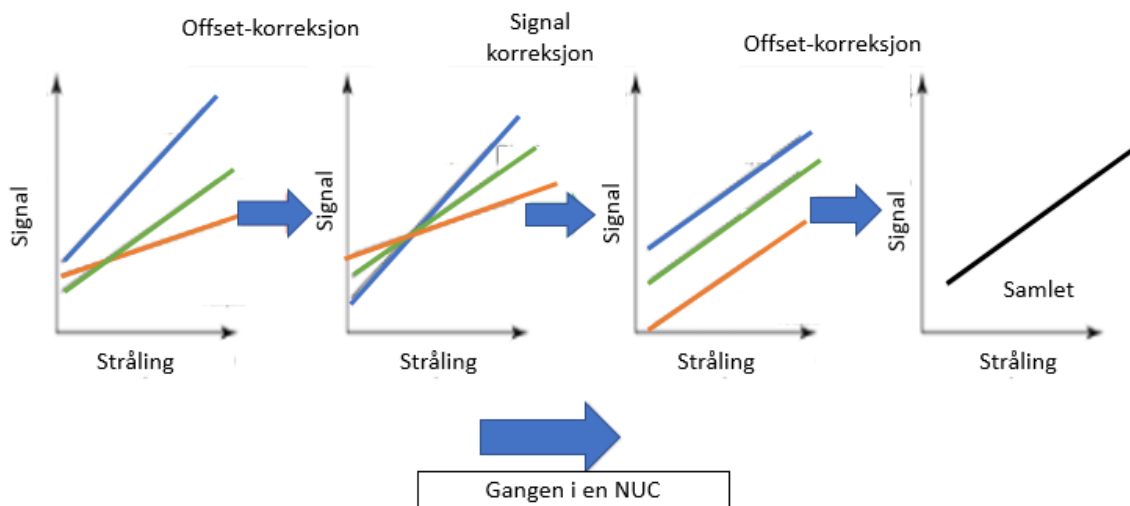 Offset-korreksjon
Signal
korreksjon
Offset-korreksjon
Signal
Signal
Signal
Signal
Samlet
Stråling
Stråling
Stråling
Stråling
Gangen i en NUC